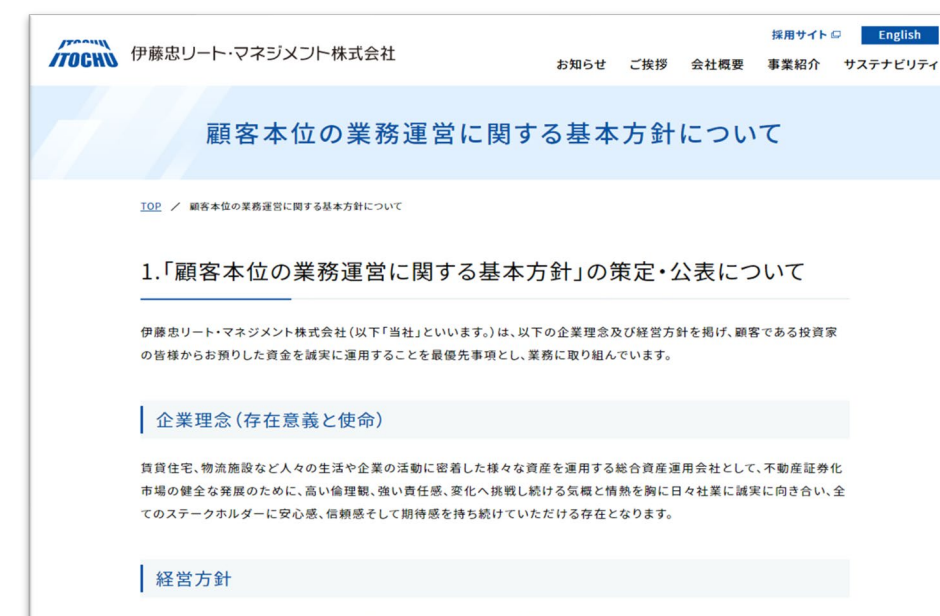 採用サイト
English
ITOCHU
ITOCHU
伊藤忠リート・マネジメント株式会社
お知らせ ご挨拶 会社概要 事業紹介 サステナビリティ
顧客本位の業務運営に関する基本方針について
TOP / 顧客本位の業務運営に関する基本方針について
1.「顧客本位の業務運営に関する基本方針」の策定・公表について
伊藤忠リート・マネジメント株式会社(以下「当社」といいます。)は、以下の企業理念及び経営方針を掲げ、顧客である投資家
の皆様からお預りした資金を誠実に運用することを最優先事項とし、業務に取り組んでいます。
企業理念(存在意義と使命)
賃貸住宅、物流施設など人々の生活や企業の活動に密着した様々な資産を運用する総合資産運用会社として、不動産証券化
市場の健全な発展のために、高い倫理観、強い責任感、変化へ挑戦し続ける気概と情熱を胸に日々社業に誠実に向き合い、全
てのステークホルダーに安心感、信頼感そして期待感を持ち続けていただける存在となります。
経営方針